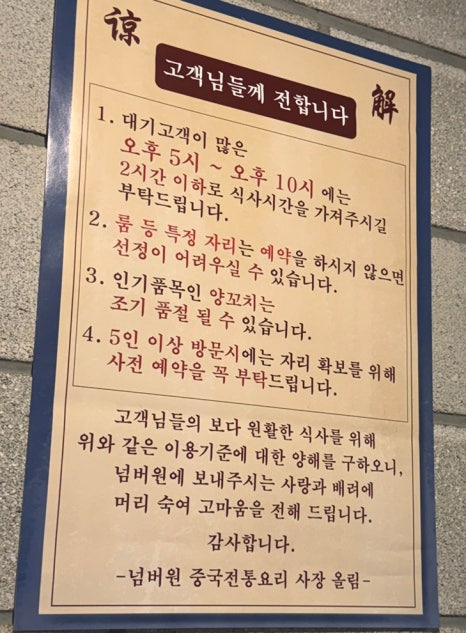 諒 解
고객님들께 전합니다
1. 대기고객이 많은
오후 5시 ~ 오후 10시 에는
2시간 이하로 식사시간을 가져주시길
부탁드립니다.
2. 룸 등 특정 자리는 예약을 하시지 않으면
선정이 어려우실 수 있습니다.
3. 인기품목인 양꼬치는
조기 품절 될 수 있습니다.
4. 5인 이상 방문시에는 자리 확보를 위해
사전 예약을 꼭 부탁드립니다.
고객님들의 보다 원활한 식사를 위해
위와 같은 이용기준에 대한 양해를 구하오니,
넘버원에 보내주시는 사랑과 배려에
머리 숙여 고마움을 전해 드립니다.
감사합니다.
-넘버원 중국전통요리 사장 올림-